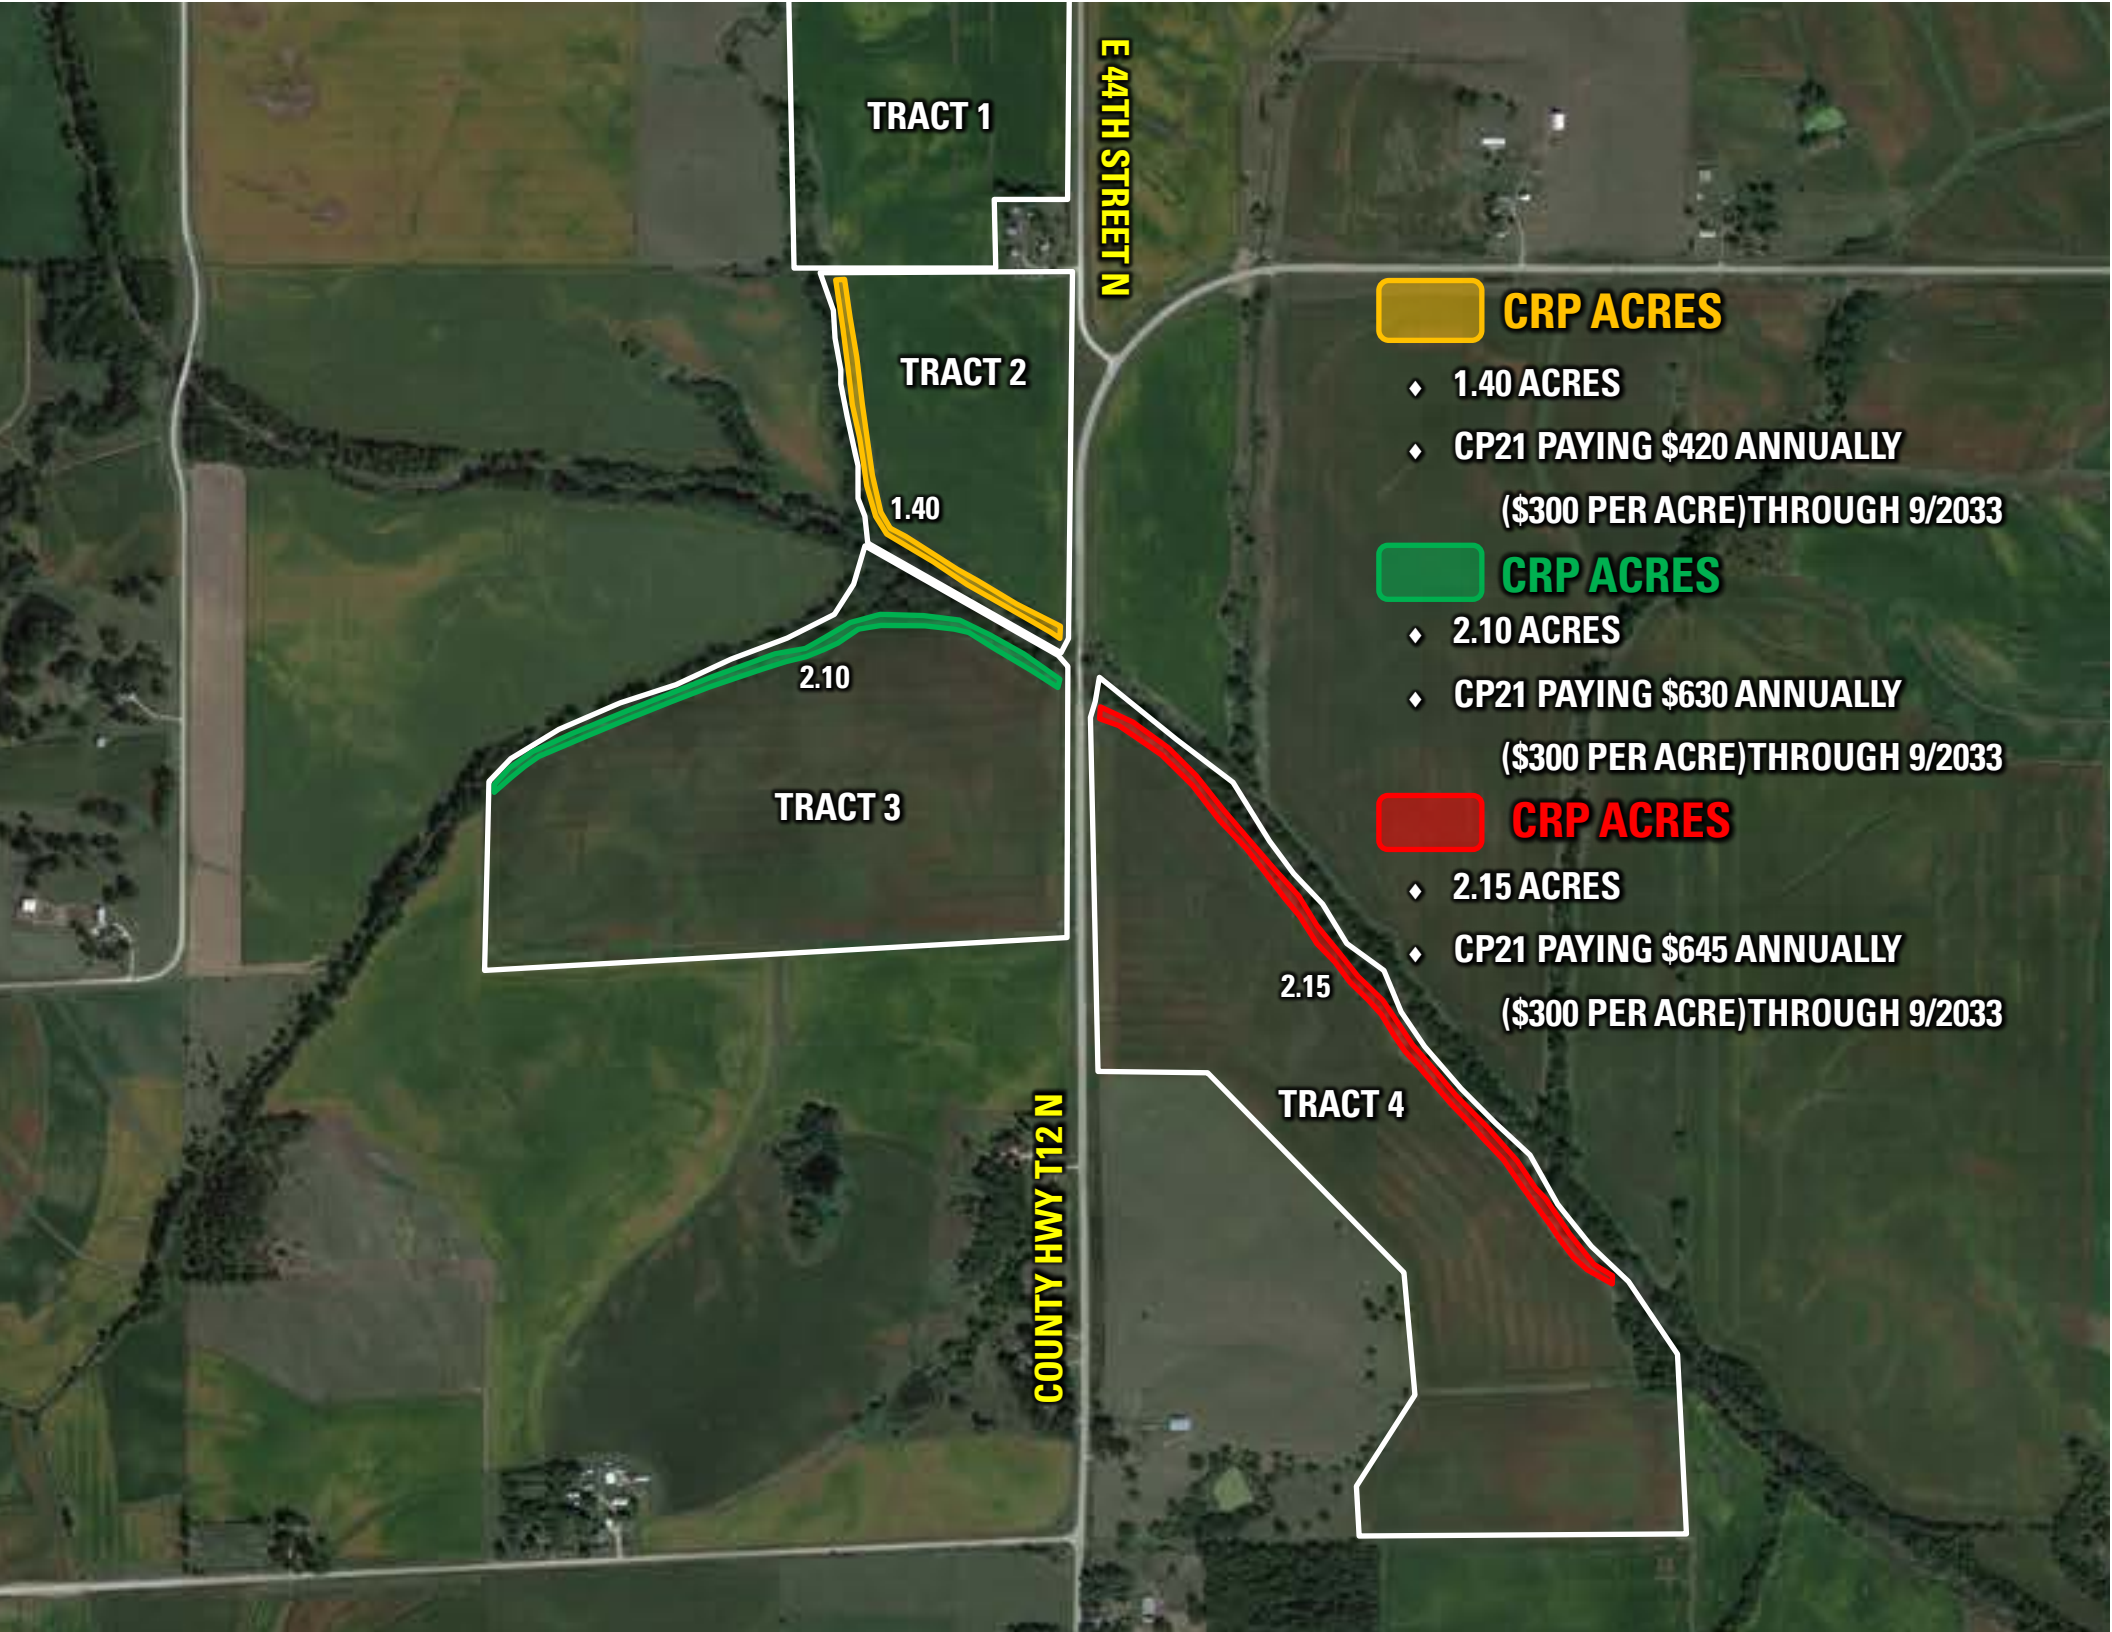 TRACT 1
E 44TH STREET N
CRP ACRES
1.40 ACRES
CP21 PAYING $420 ANNUALLY
($300 PER ACRE)THROUGH 9/2033
TRACT 2
1.40
CRP ACRES
2.10 ACRES
CP21 PAYING $630 ANNUALLY
($300 PER ACRE)THROUGH 9/2033
2.10
TRACT 3
CRP ACRES
2.15 ACRES
CP21 PAYING $645 ANNUALLY
($300 PER ACRE)THROUGH 9/2033
2.15
TRACT 4
COUNTY HWY T12 N